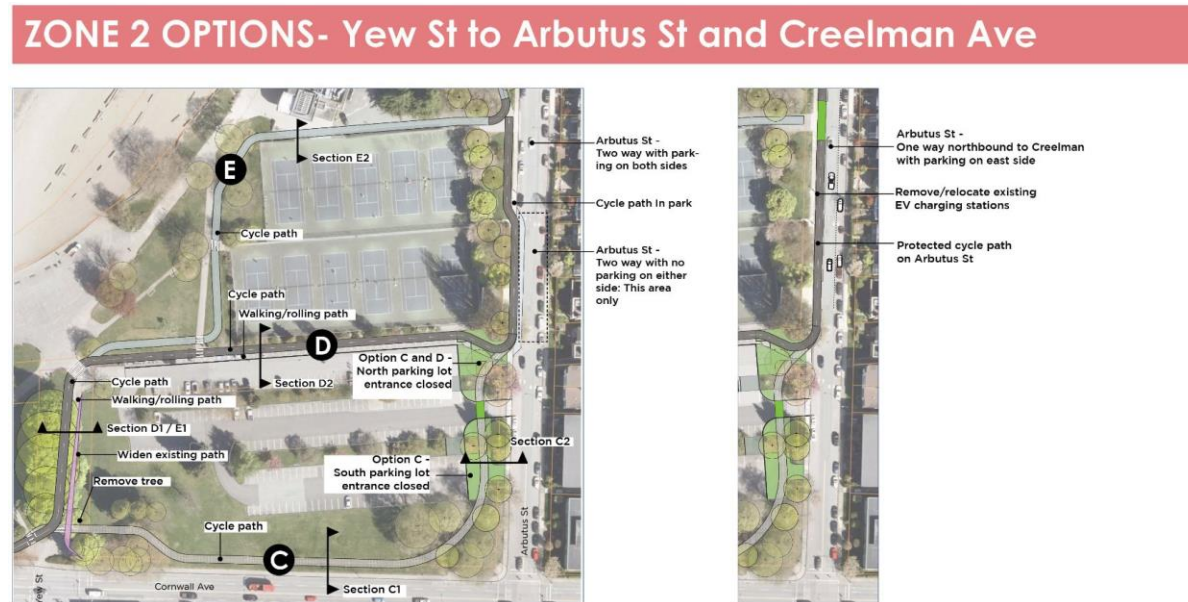 ZONE 2 OPTIONS- Yew St to Arbutus St and Creelman Ave
E
Section E2
Cycle path
Cycle path
Walking/rolling path
D
Section D2
Cycle path
Walking/rolling path
Section D1 / E1
Widen existing path
Remove tree
Cycle path
C
Section C1
Cornwall Ave
Yew St
Arbutus St
Option C and D -
North parking lot
entrance closed
Section C2
Option C -
South parking lot
entrance closed
Arbutus St -
Two way with park-
ing on both sides
Cycle path In park
Arbutus St -
Two way with no
parking on either
side: This area
only
Arbutus St -
One way northbound to Creelman
with parking on east side
Remove/relocate existing
EV charging stations
Protected cycle path
on Arbutus St